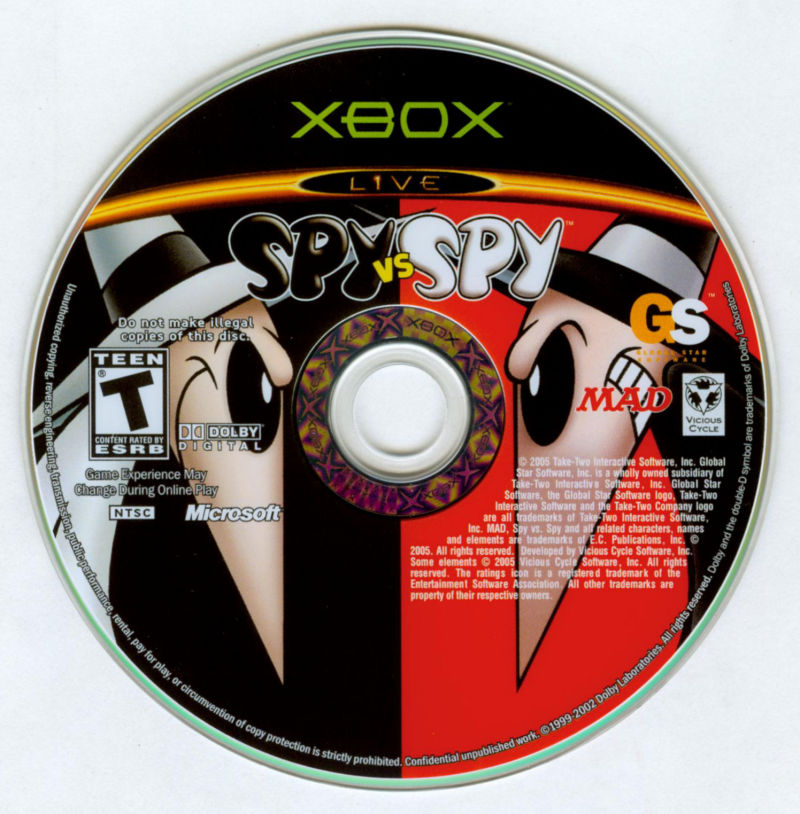 XBOX™
LIVE
SPY vs SPY™
GS™
GLOBAL STAR
SOFTWARE
Do not make illegal
copies of this disc.
XBOX
TEEN
T®
CONTENT RATED BY
ESRB
DOLBY
DIGITAL
MAD
VICIOUS
CYCLE
Game Experience May
Change During Online Play
NTSC
Microsoft®
© 2005 Take-Two Interactive Software, Inc. Global
Star Software, Inc. is a wholly owned subsidiary of
Take-Two Interactive Software, Inc. Global Star
Software, the Global Star Software logo, Take-Two
Interactive Software and the Take-Two Company logo
are all trademarks of Take-Two Interactive Software,
Inc. MAD, Spy vs. Spy and all related characters, names
and elements are trademarks of E.C. Publications, Inc. ©
2005. All rights reserved. Developed by Vicious Cycle Software, Inc.
Some elements © 2005 Vicious Cycle Software, Inc. All rights
reserved. The ratings icon is a registered trademark of the
Entertainment Software Association. All other trademarks are
property of their respective owners.
Unauthorized copying, reverse engineering, transmission, public performance, rental, pay for play, or circumvention of copy protection is strictly prohibited. Confidential unpublished work. ©1999-2002 Dolby Laboratories. All rights reserved. Dolby and the double-D symbol are trademarks of Dolby Laboratories